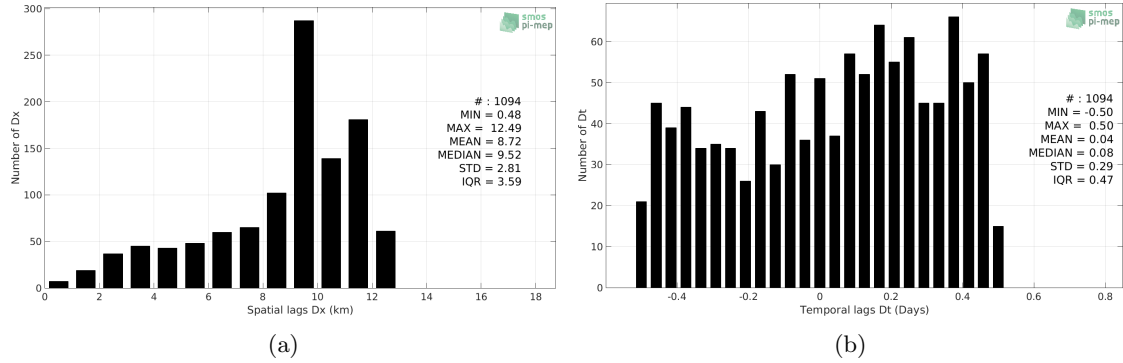 300
250
200
150
100
50
0
Number of Dx
0 2 4 6 8 10 12 14 16 18
Spatial lags Dx (km)
smos
pi-mep
# : 1094
MIN = 0.48
MAX = 12.49
MEAN = 8.72
MEDIAN = 9.52
STD = 2.81
IQR = 3.59
(a)
60
50
40
30
20
10
0
Number of Dt
-0.4 -0.2 0 0.2 0.4 0.6 0.8
Temporal lags Dt (Days)
smos
pi-mep
# : 1094
MIN = -0.50
MAX = 0.50
MEAN = 0.04
MEDIAN = 0.08
STD = 0.29
IQR = 0.47
(b)